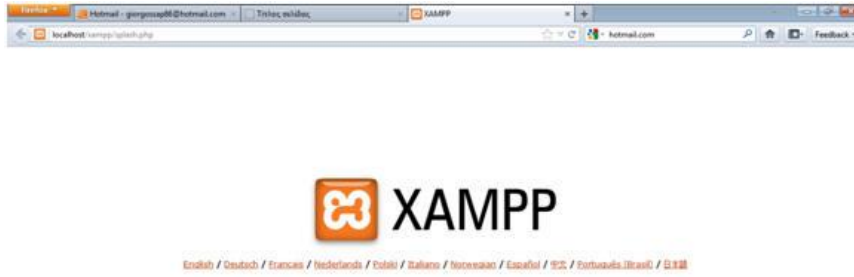 Firefox
Hotmail - giorgossap86@hotmail.com
Τίτλος σελίδας
XAMPP
localhost/xampp/splash.php
hotmail.com
Feedback
XAMPP
English / Deutsch / Francais / Nederlands / Polski / Italiano / Norwegian / Español / 中文 / Português (Brasil) / 日本語